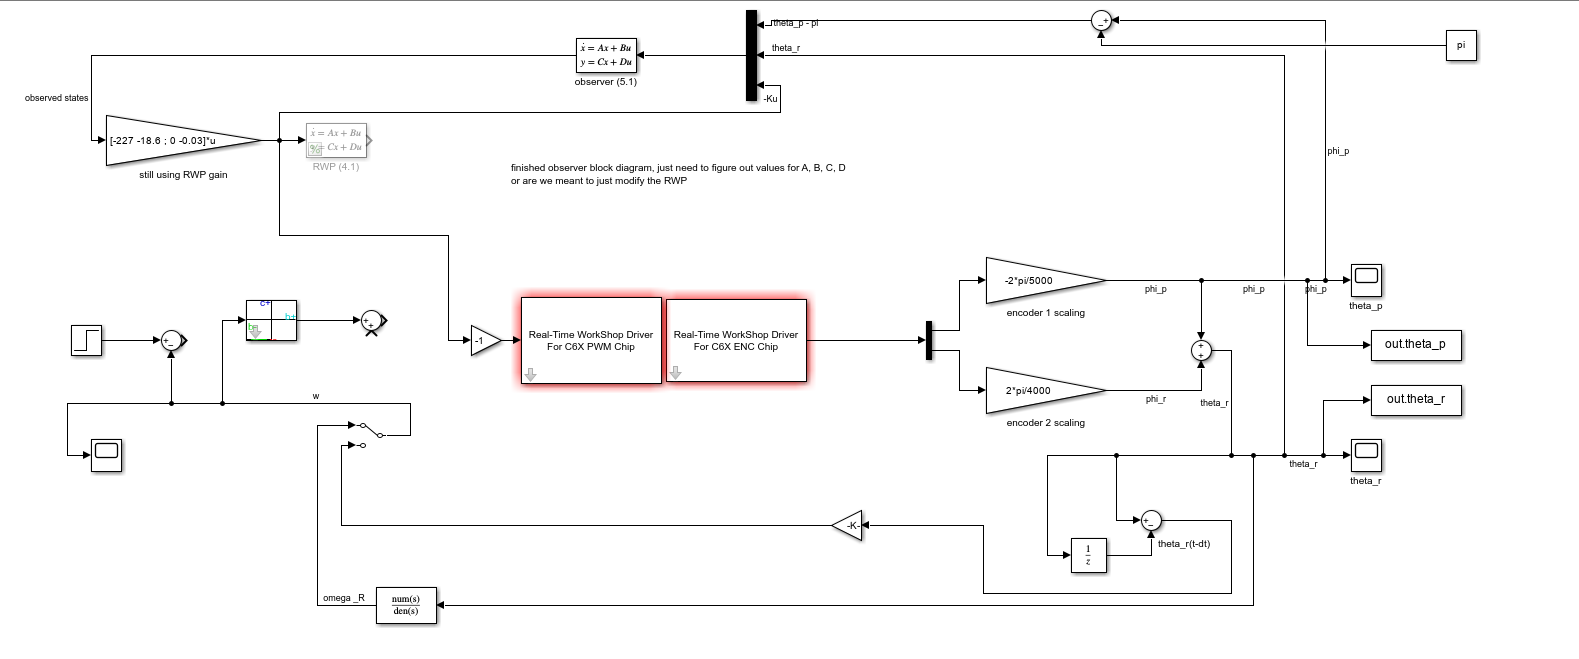 theta_p - pi
theta_r
-Ku
pi
ẋ = Ax + Bu
y = Cx + Du
observer (5.1)
observed states
[-227 -18.6 ; 0 -0.03]*u
still using RWP gain
ẋ = Ax + Bu
= Cx + Du
RWP (4.1)
finished observer block diagram, just need to figure out values for A, B, C, D
or are we meant to just modify the RWP
phi_p
-2*pi/5000
encoder 1 scaling
phi_p
phi_p
phi_p
theta_p
-1
Real-Time WorkShop Driver
For C6X PWM Chip
Real-Time WorkShop Driver
For C6X ENC Chip
out.theta_p
2*pi/4000
encoder 2 scaling
phi_r
theta_r
out.theta_r
w
theta_r
theta_r
-K-
1
z
theta_r(t-dt)
omega _R
num(s)
den(s)